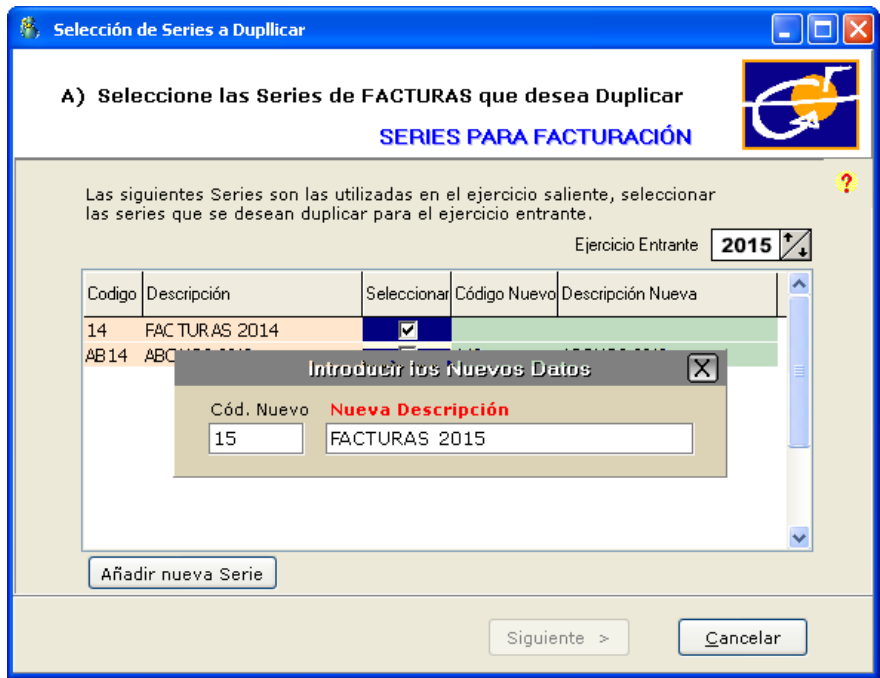 Selección de Series a Dupllicar
A) Seleccione las Series de FACTURAS que desea Duplicar
SERIES PARA FACTURACIÓN
?
Las siguientes Series son las utilizadas en el ejercicio saliente, seleccionar
las series que se desean duplicar para el ejercicio entrante.
Ejercicio Entrante 2015
Codigo Descripción Seleccionar Código Nuevo Descripción Nueva
14 FACTURAS 2014
AB14
Introducir los Nuevos Datos X
Cód. Nuevo Nueva Descripción
15 FACTURAS 2015
Añadir nueva Serie
Siguiente >
Cancelar